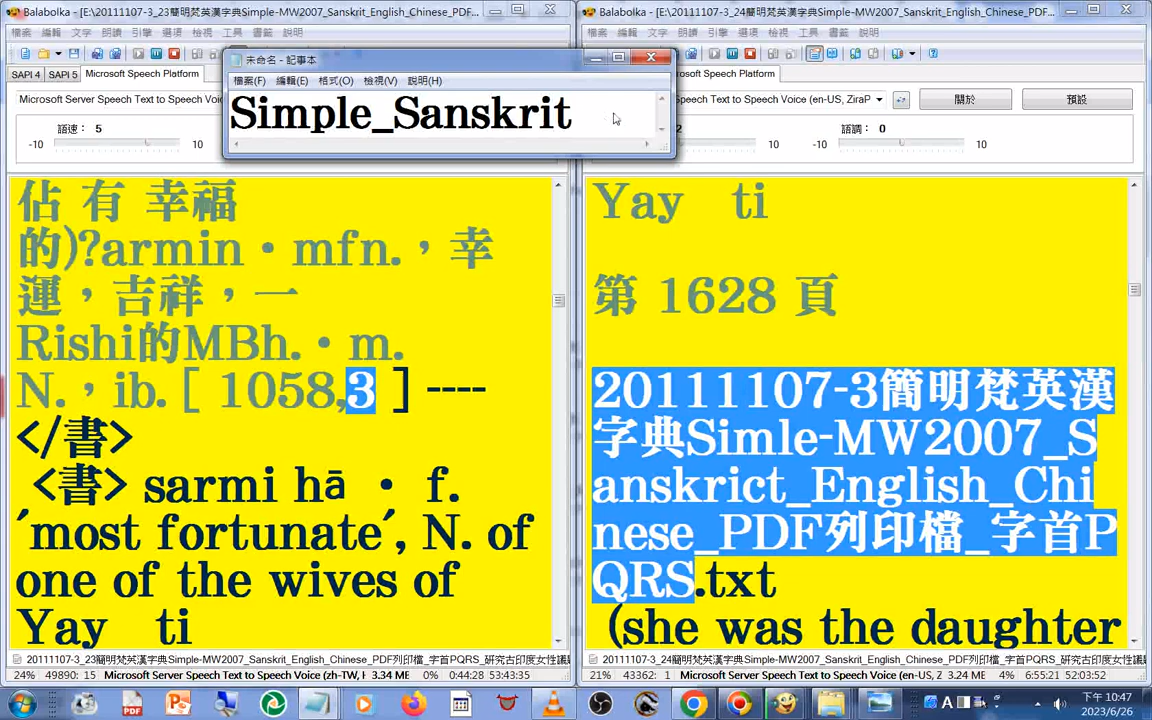 Balabolka - [E:\20111107-3_23簡明梵英漢字典Simple-MW2007_Sanskrit_English_Chinese_PDF...
檔案 編輯 文字 朗讀 引擎 選項 檢視 工具 書籤 說明
SAPI 4 SAPI 5 Microsoft Speech Platform
Microsoft Server Speech Text to Speech Voi
語速: 5
-10 10
未命名 - 記事本
檔案(F) 編輯(E) 格式(O) 檢視(V) 說明(H)
Simple_Sanskrit
佔 有 幸福
的)?armin・mfn.，幸
運，吉祥，一
Rishi的MBh.・m.
N.，ib. [ 1058,3 ] ----
</書>
<書> sarmi hā ・ f.
′most fortunate′, N. of
one of the wives of
Yay ti
20111107-3_23簡明梵英漢字典Simple-MW2007_Sanskrit_English_Chinese_PDF列印檔_字首PQRS_研究古印度女性議
24% 49890: 15 Microsoft Server Speech Text to Speech Voice (zh-TW, 3.34 MB 0% 0:44:28 53:43:35
Balabolka - [E:\20111107-3_24簡明梵英漢字典Simple-MW2007_Sanskrit_English_Chinese_PDF...
檔案 編輯 文字 朗讀 引擎 選項 檢視 工具 書籤 說明
Speech Platform
Speech Text to Speech Voice (en-US, ZiraP 關於 預設
2 語調: 0
10 -10 10
Yay ti
第 1628 頁
20111107-3簡明梵英漢
字典Simle-MW2007_S
anskrict_English_Chi
nese_PDF列印檔_字首P
QRS.txt
(she was the daughter
20111107-3_24簡明梵英漢字典Simple-MW2007_Sanskrit_English_Chinese_PDF列印檔_字首PQRS_研究古印度女性議
21% 43362: 1 Microsoft Server Speech Text to Speech Voice (en-US, Z 3.24 MB 4% 6:55:21 52:03:52
下午 10:47
2023/6/26